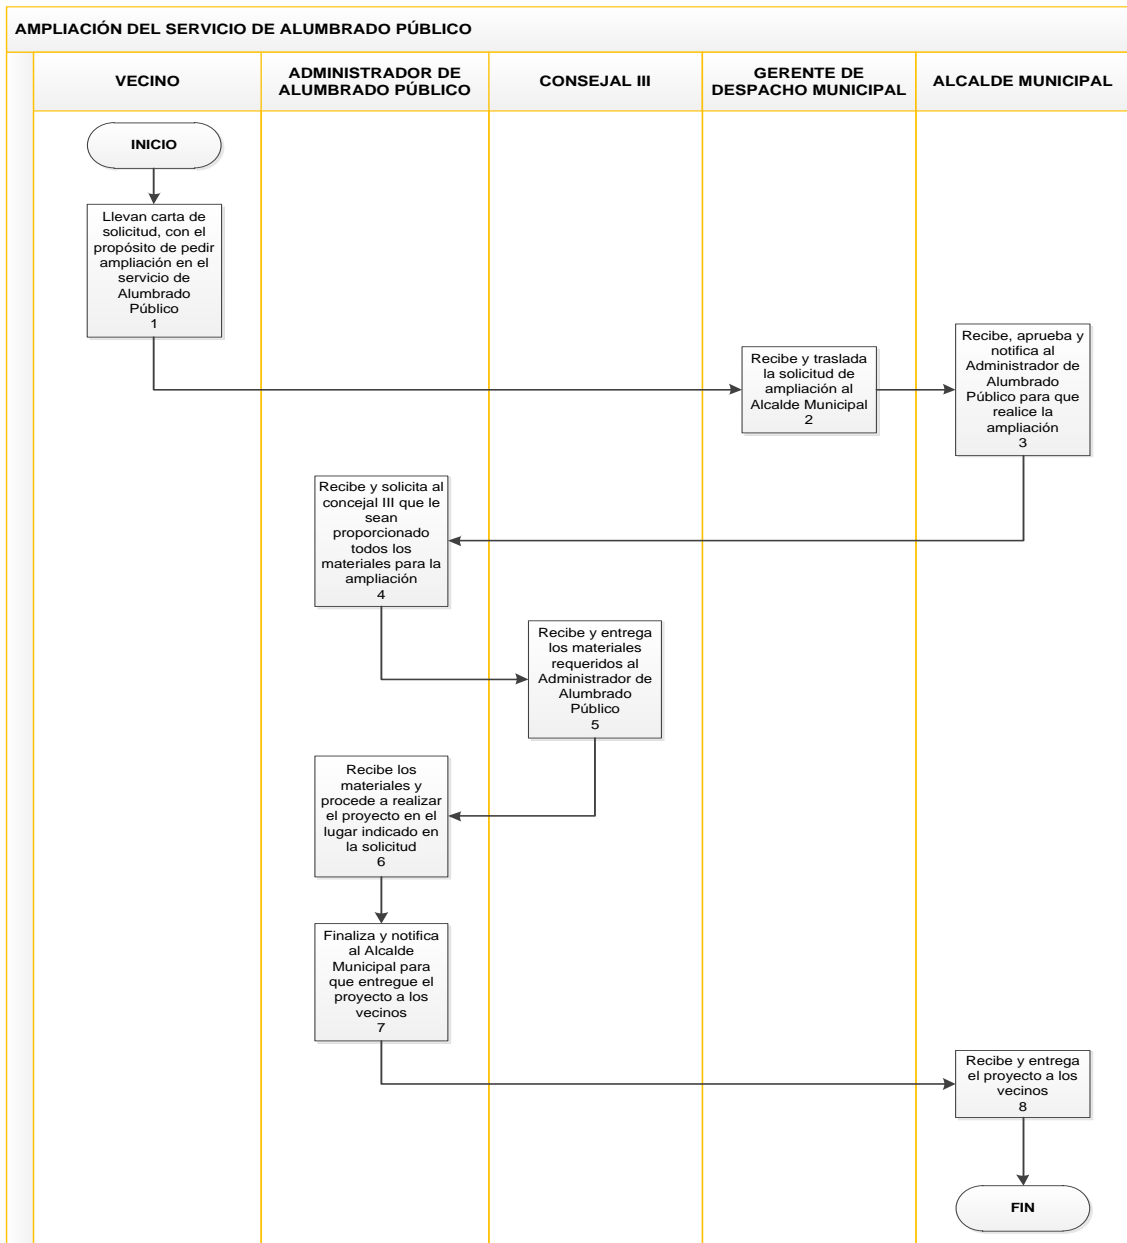 AMPLIACIÓN DEL SERVICIO DE ALUMBRADO PÚBLICO
VECINO
ADMINISTRADOR DE
ALUMBRADO PÚBLICO
CONSEJAL III
GERENTE DE
DESPACHO MUNICIPAL
ALCALDE MUNICIPAL
INICIO
Llevan carta de
solicitud, con el
propósito de pedir
ampliación en el
servicio de
Alumbrado
Público
1
Recibe y traslada
la solicitud de
ampliación al
Alcalde Municipal
2
Recibe, aprueba y
notifica al
Administrador de
Alumbrado
Público para que
realice la
ampliación
3
Recibe y solicita al
concejal III que le
sean
proporcionado
todos los
materiales para la
ampliación
4
Recibe y entrega
los materiales
requeridos al
Administrador de
Alumbrado
Público
5
Recibe los
materiales y
procede a realizar
el proyecto en el
lugar indicado en
la solicitud
6
Finaliza y notifica
al Alcalde
Municipal para
que entregue el
proyecto a los
vecinos
7
Recibe y entrega
el proyecto a los
vecinos
8
FIN